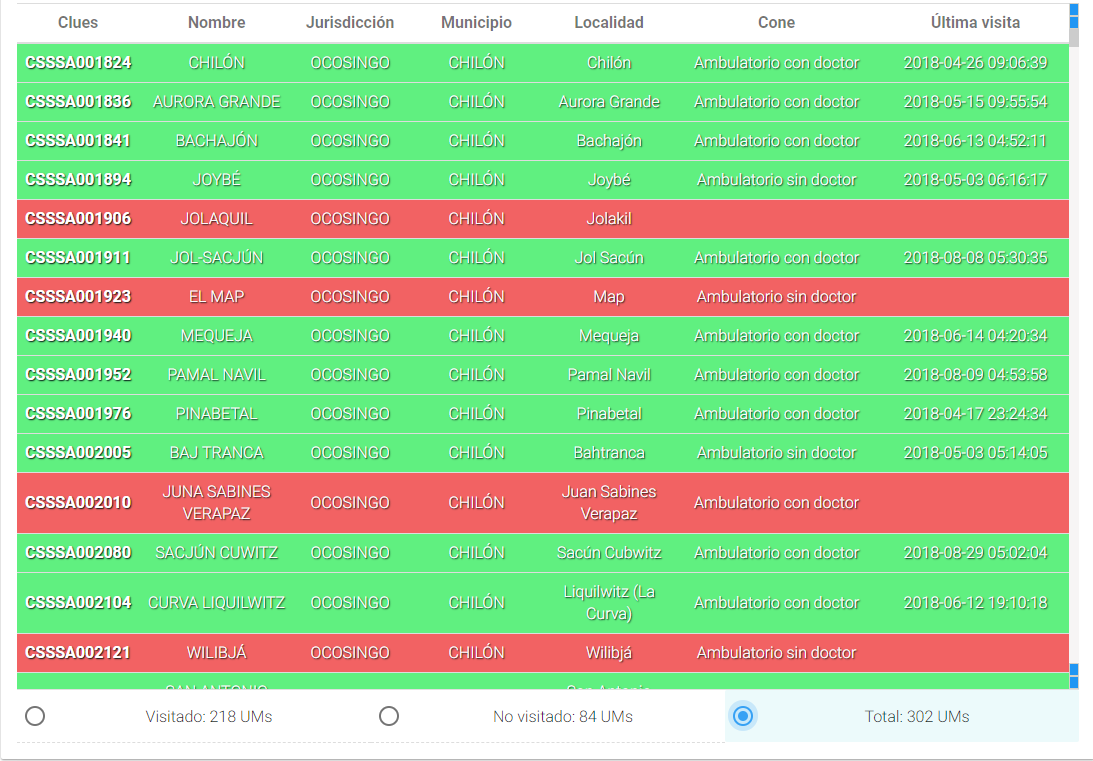 Clues Nombre Jurisdicción Municipio Localidad Cone Última visita
CSSSA001824 CHILÓN OCOSINGO CHILÓN Chilón Ambulatorio con doctor 2018-04-26 09:06:39
CSSSA001836 AURORA GRANDE OCOSINGO CHILÓN Aurora Grande Ambulatorio con doctor 2018-05-15 09:55:54
CSSSA001841 BACHAJÓN OCOSINGO CHILÓN Bachajón Ambulatorio con doctor 2018-06-13 04:52:11
CSSSA001894 JOYBÉ OCOSINGO CHILÓN Joybé Ambulatorio sin doctor 2018-05-03 06:16:17
CSSSA001906 JOLAQUIL OCOSINGO CHILÓN Jolakil
CSSSA001911 JOL-SACJÚN OCOSINGO CHILÓN Jol Sacún Ambulatorio con doctor 2018-08-08 05:30:35
CSSSA001923 EL MAP OCOSINGO CHILÓN Map Ambulatorio sin doctor
CSSSA001940 MEQUEJA OCOSINGO CHILÓN Mequeja Ambulatorio con doctor 2018-06-14 04:20:34
CSSSA001952 PAMAL NAVIL OCOSINGO CHILÓN Pamal Navil Ambulatorio con doctor 2018-08-09 04:53:58
CSSSA001976 PINABETAL OCOSINGO CHILÓN Pinabetal Ambulatorio con doctor 2018-04-17 23:24:34
CSSSA002005 BAJ TRANCA OCOSINGO CHILÓN Bahtranca Ambulatorio sin doctor 2018-05-03 05:14:05
JUNA SABINES Juan Sabines
CSSSA002010 OCOSINGO CHILÓN Ambulatorio con doctor
VERAPAZ Verapaz
CSSSA002080 SACJÚN CUWITZ OCOSINGO CHILÓN Sacún Cubwitz Ambulatorio con doctor 2018-08-29 05:02:04
Liquilwitz (La
CSSSA002104 CURVA LIQUILWITZ OCOSINGO CHILÓN Ambulatorio con doctor 2018-06-12 19:10:18
Curva)
CSSSA002121 WILIBJÁ OCOSINGO CHILÓN Wilibjá Ambulatorio sin doctor
SAN ANTONIO San Antonio
Visitado: 218 UMs No visitado: 84 UMs Total: 302 UMs